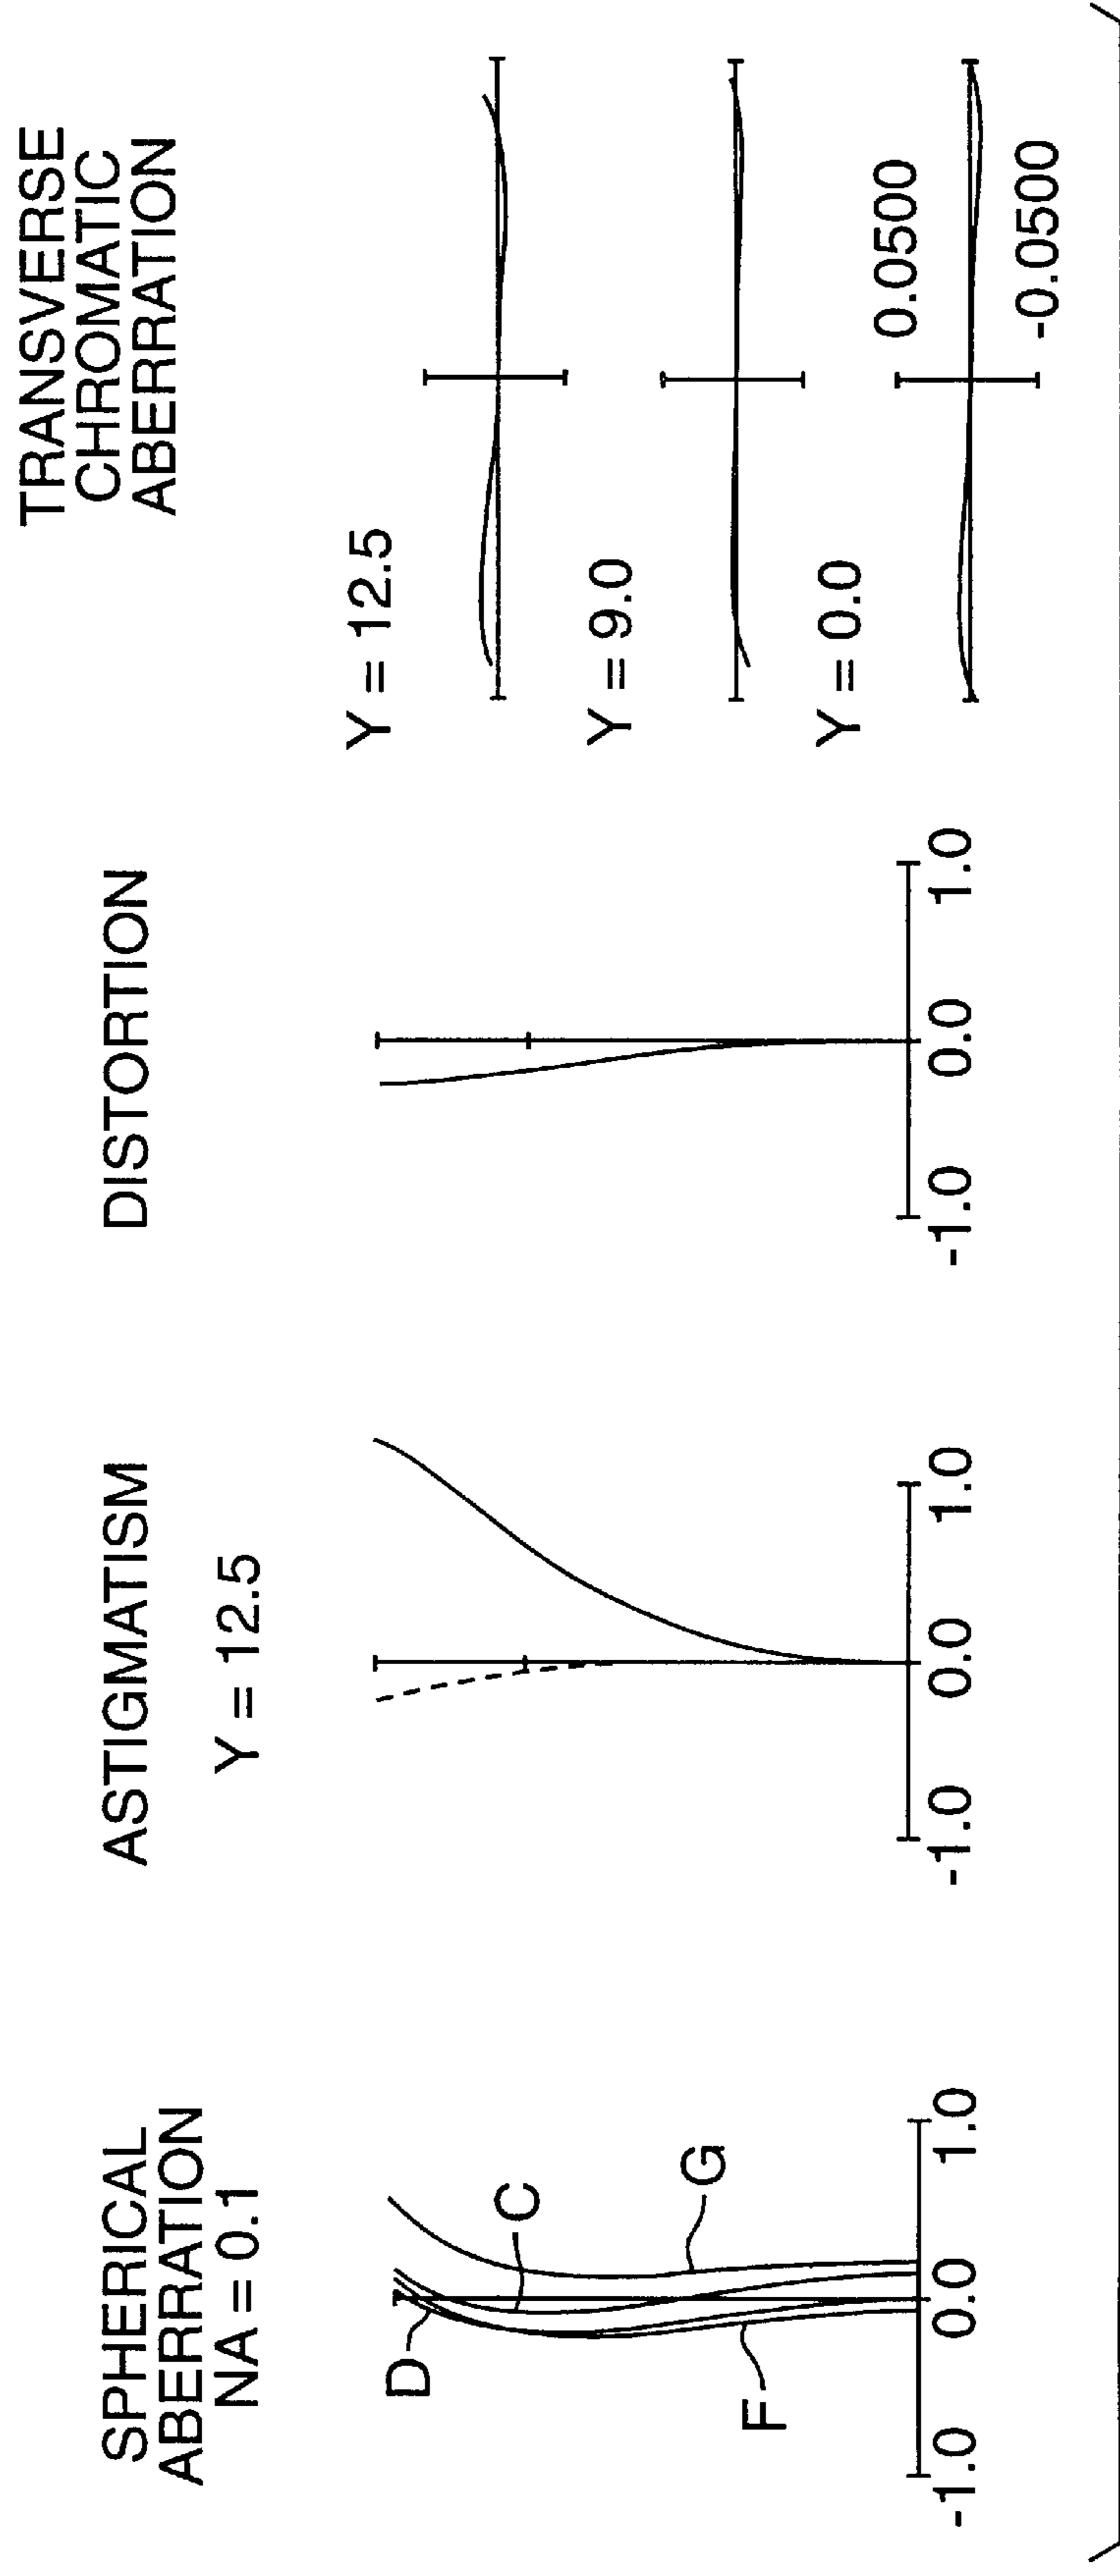 SPHERICAL
ABERRATION
NA = 0.1
D
C
G
F
-1.0 0.0 1.0
ASTIGMATISM
Y = 12.5
-1.0 0.0 1.0
DISTORTION
-1.0 0.0 1.0
TRANSVERSE
CHROMATIC
ABERRATION
Y = 12.5
Y = 9.0
Y = 0.0
0.0500
-0.0500